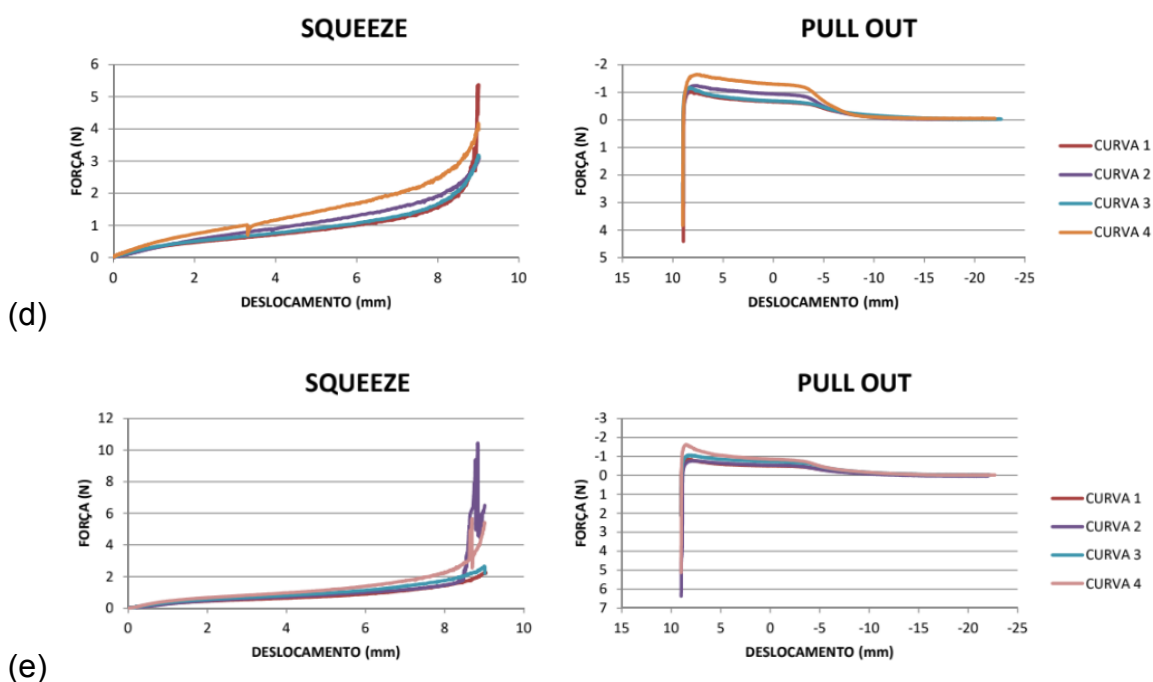 SQUEEZE
PULL OUT
FORÇA (N)
6
5
4
3
2
1
0
0 2 4 6 8 10
DESLOCAMENTO (mm)
FORÇA (N)
-2
-1
0
1
2
3
4
5
15 10 5 0 -5 -10 -15 -20 -25
DESLOCAMENTO (mm)
CURVA 1
CURVA 2
CURVA 3
CURVA 4
(d)
SQUEEZE
PULL OUT
FORÇA (N)
12
10
8
6
4
2
0
0 2 4 6 8 10
DESLOCAMENTO (mm)
FORÇA (N)
-3
-2
-1
0
1
2
3
4
5
6
7
15 10 5 0 -5 -10 -15 -20 -25
DESLOCAMENTO (mm)
CURVA 1
CURVA 2
CURVA 3
CURVA 4
(e)